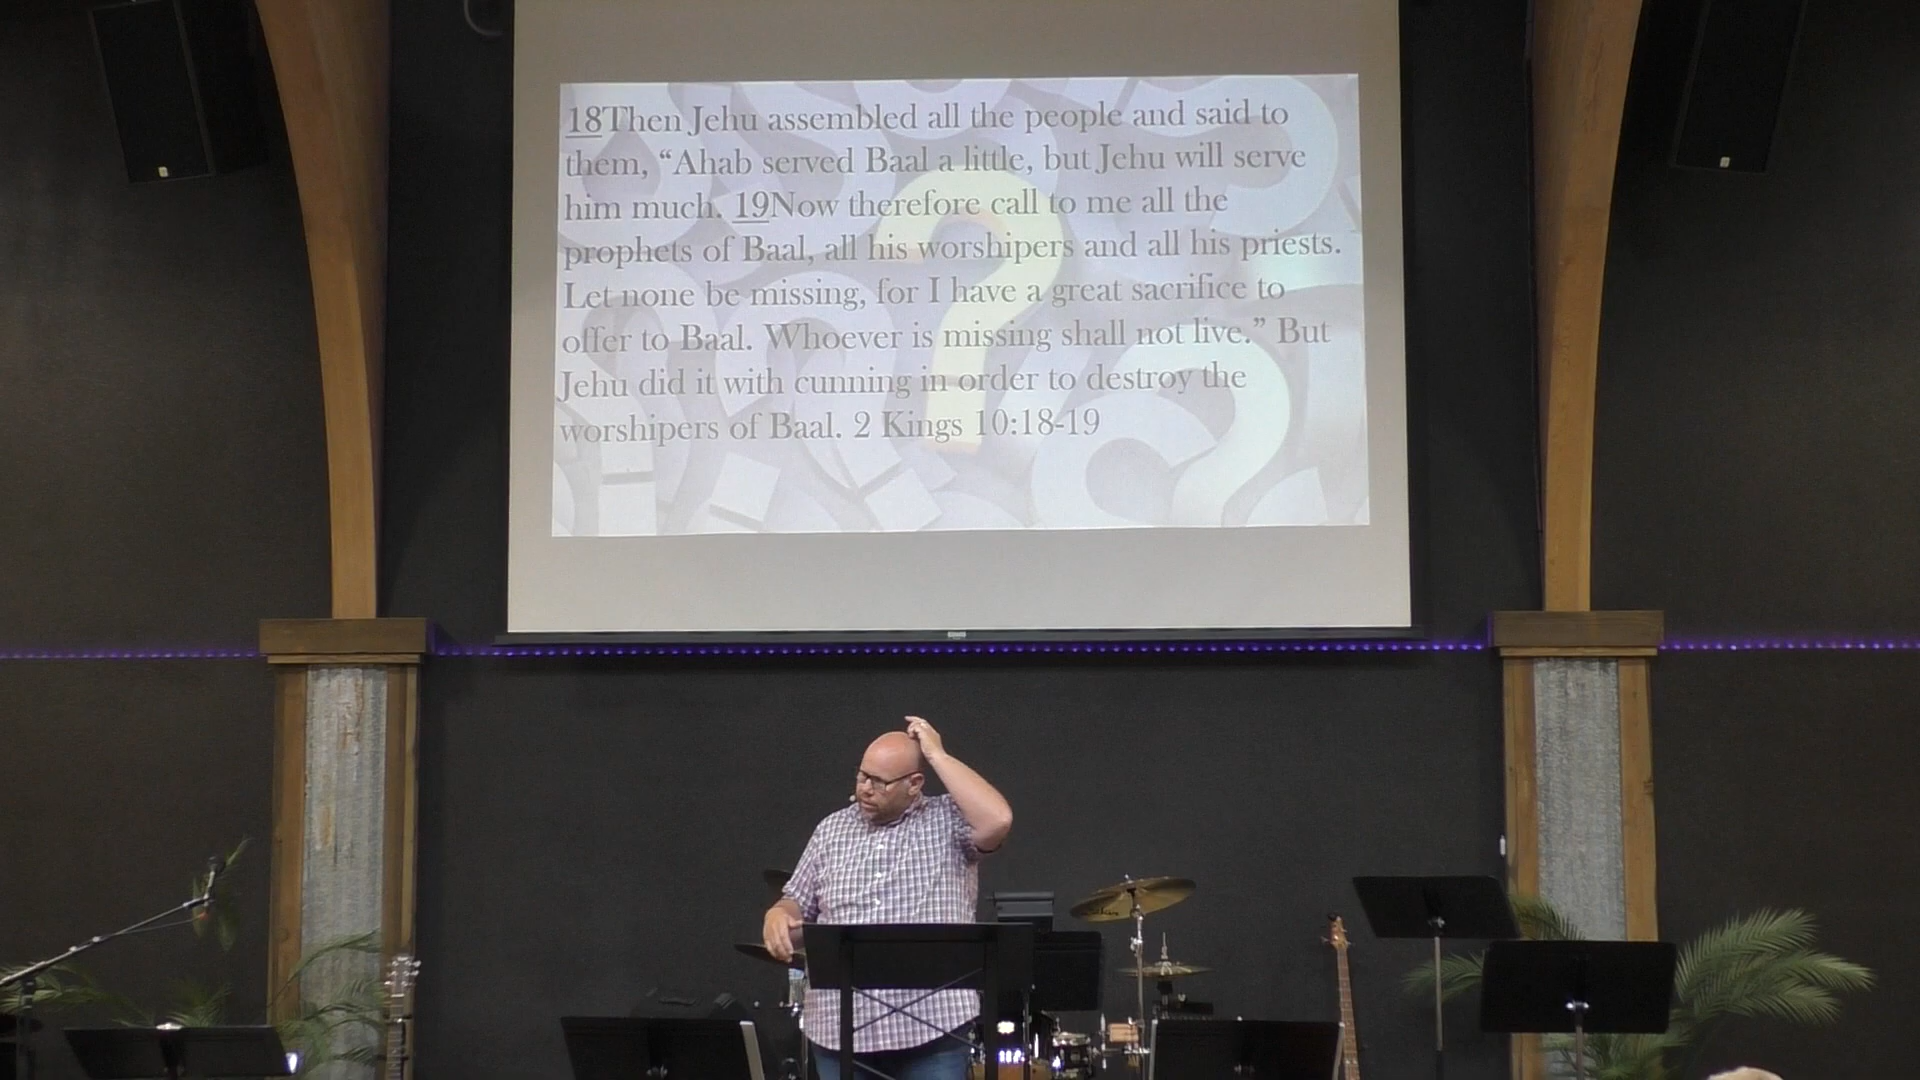 18Then Jehu assembled all the people and said to
them, “Ahab served Baal a little, but Jehu will serve
him much. 19Now therefore call to me all the
prophets of Baal, all his worshipers and all his priests.
Let none be missing, for I have a great sacrifice to
offer to Baal. Whoever is missing shall not live.” But
Jehu did it with cunning in order to destroy the
worshipers of Baal. 2 Kings 10:18-19